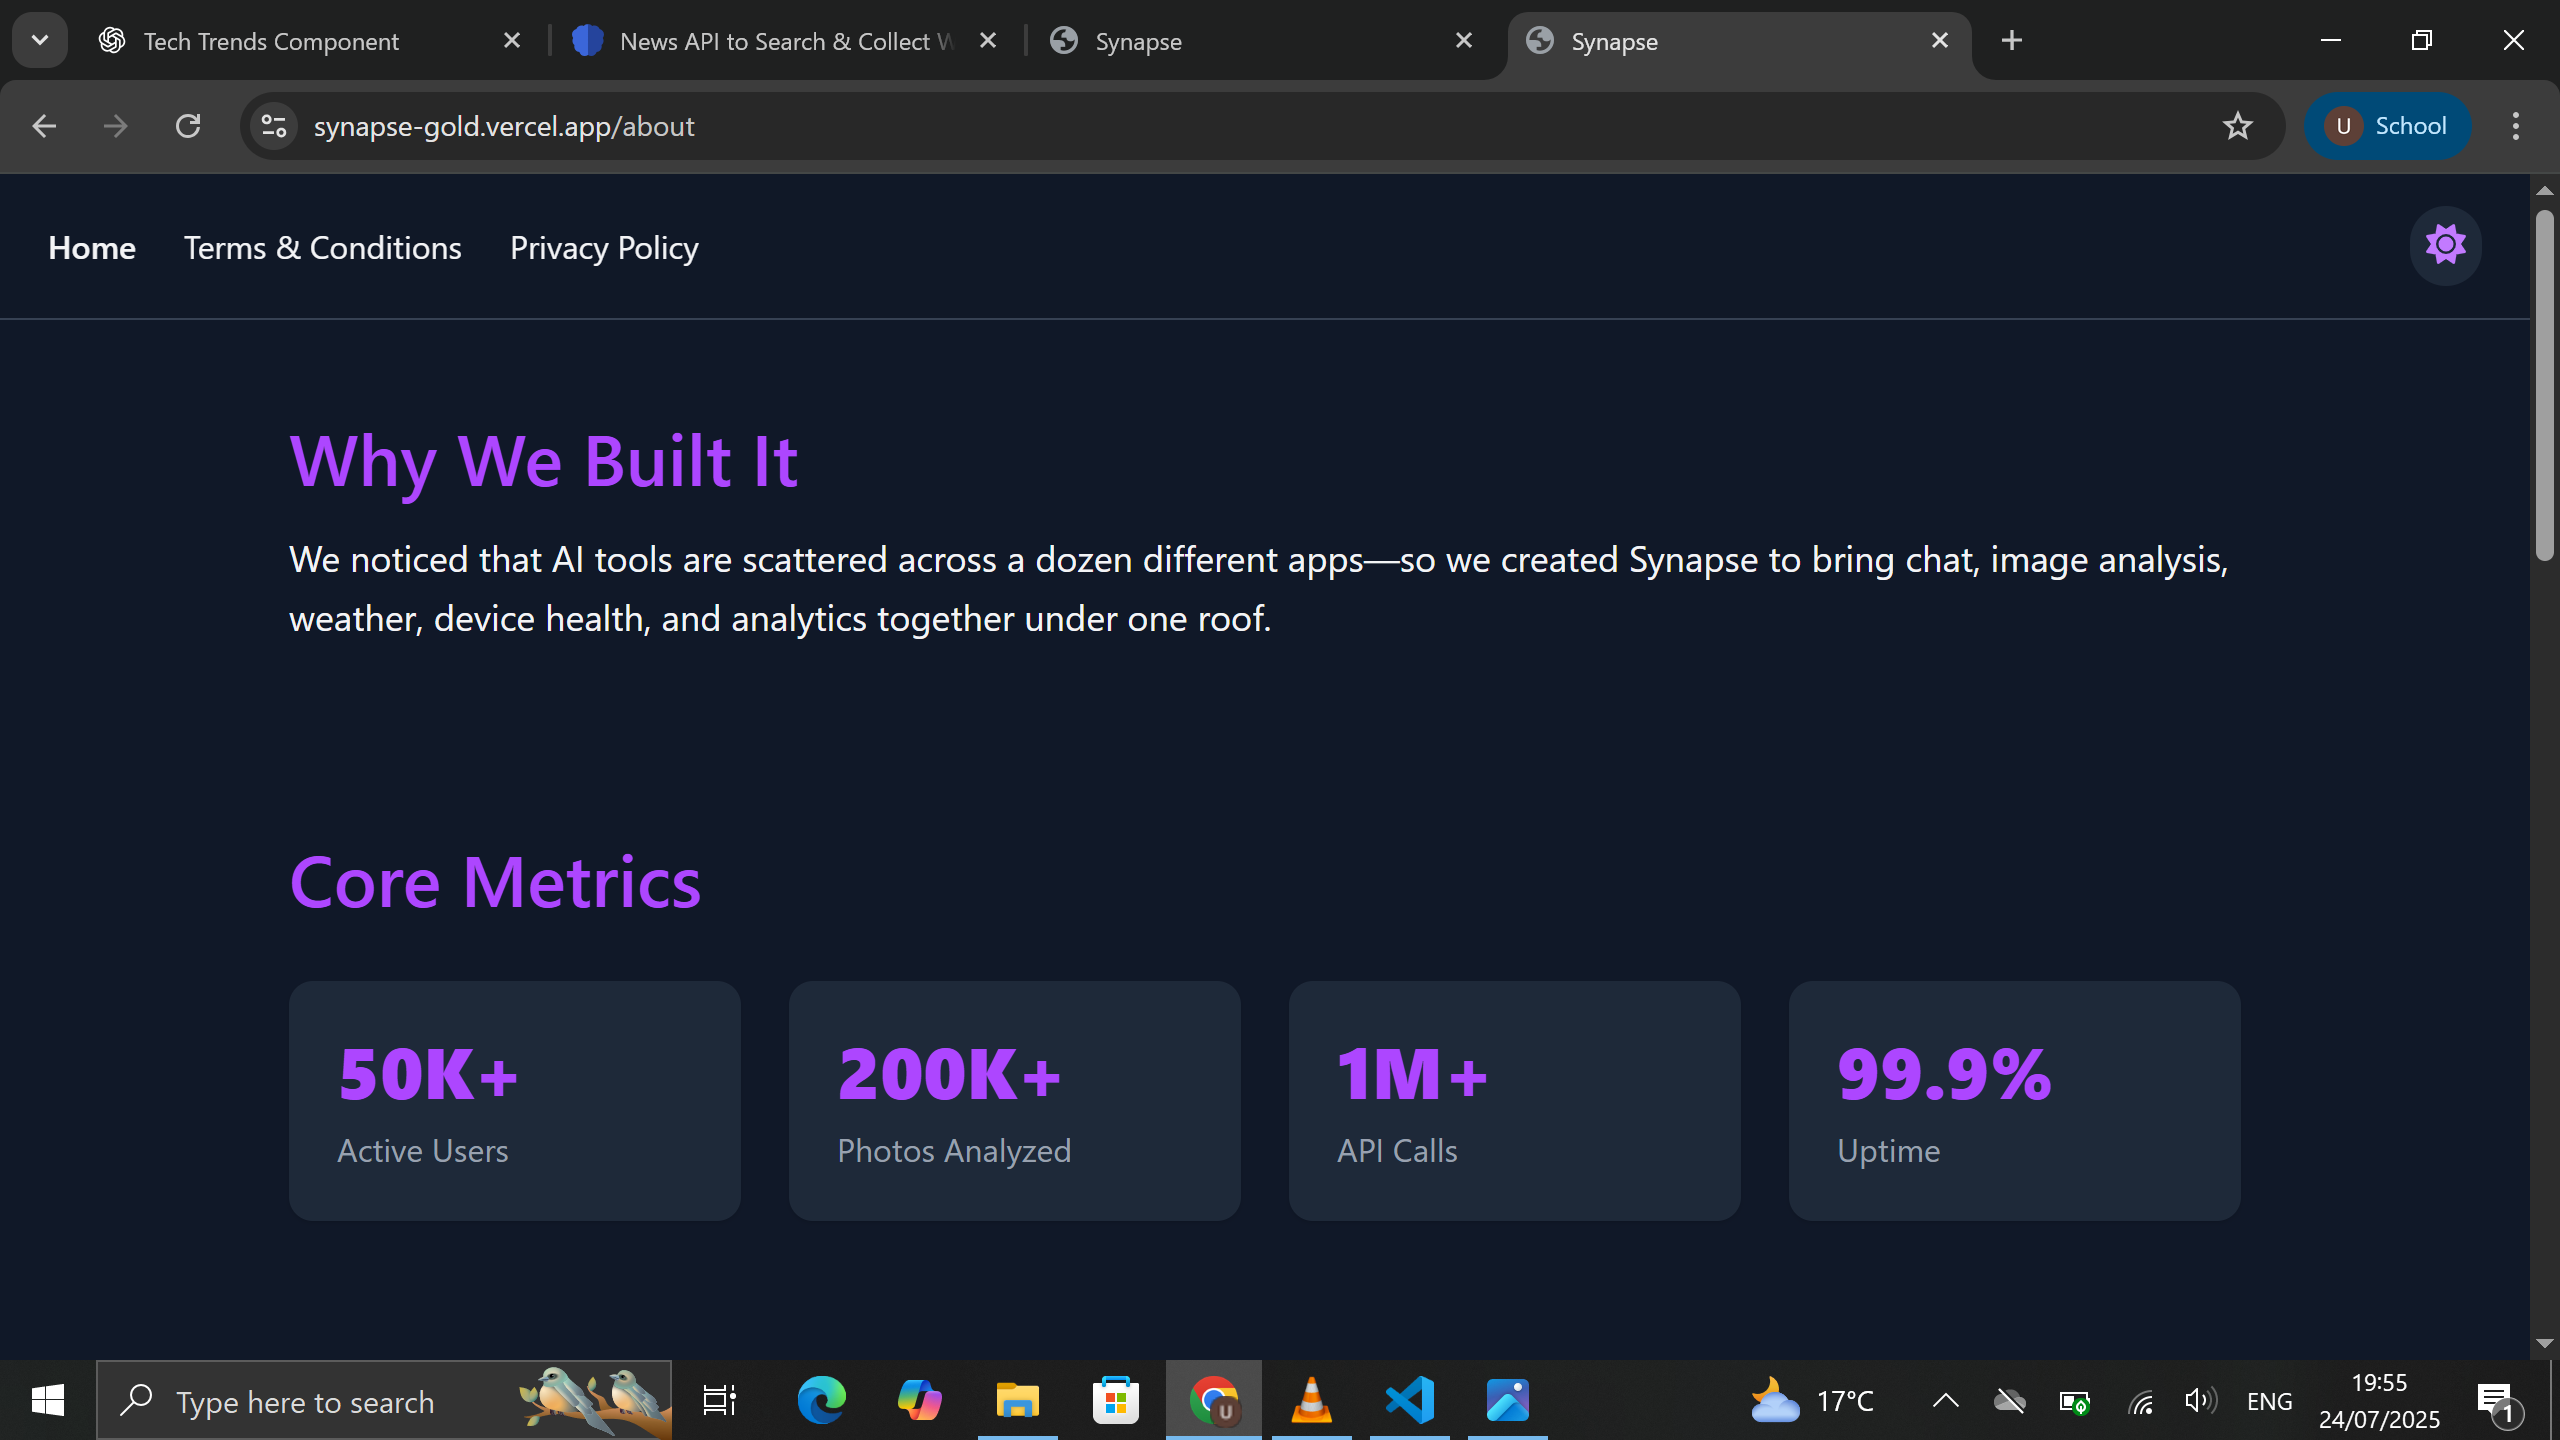 Tech Trends Component
News API to Search & Collect W
Synapse
Synapse
synapse-gold.vercel.app/about
U School
Home
Terms & Conditions
Privacy Policy
Why We Built It
We noticed that AI tools are scattered across a dozen different apps—so we created Synapse to bring chat, image analysis,
weather, device health, and analytics together under one roof.
Core Metrics
50K+
Active Users
200K+
Photos Analyzed
1M+
API Calls
99.9%
Uptime
Type here to search
U
17°C
ENG
19:55
24/07/2025
1